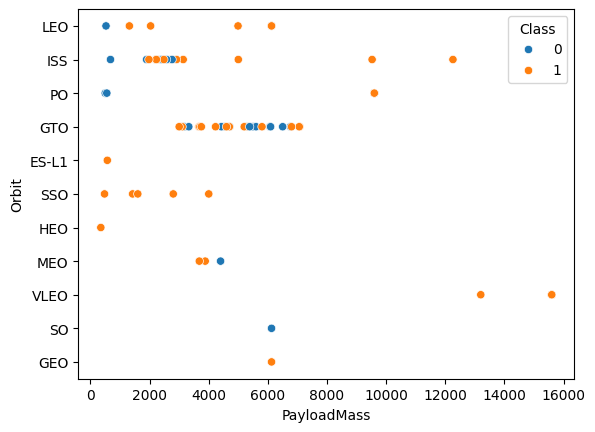 LEO
ISS
PO
GTO
ES-L1
SSO
HEO
MEO
VLEO
SO
GEO
Orbit
Class
0
1
0 2000 4000 6000 8000 10000 12000 14000 16000
PayloadMass